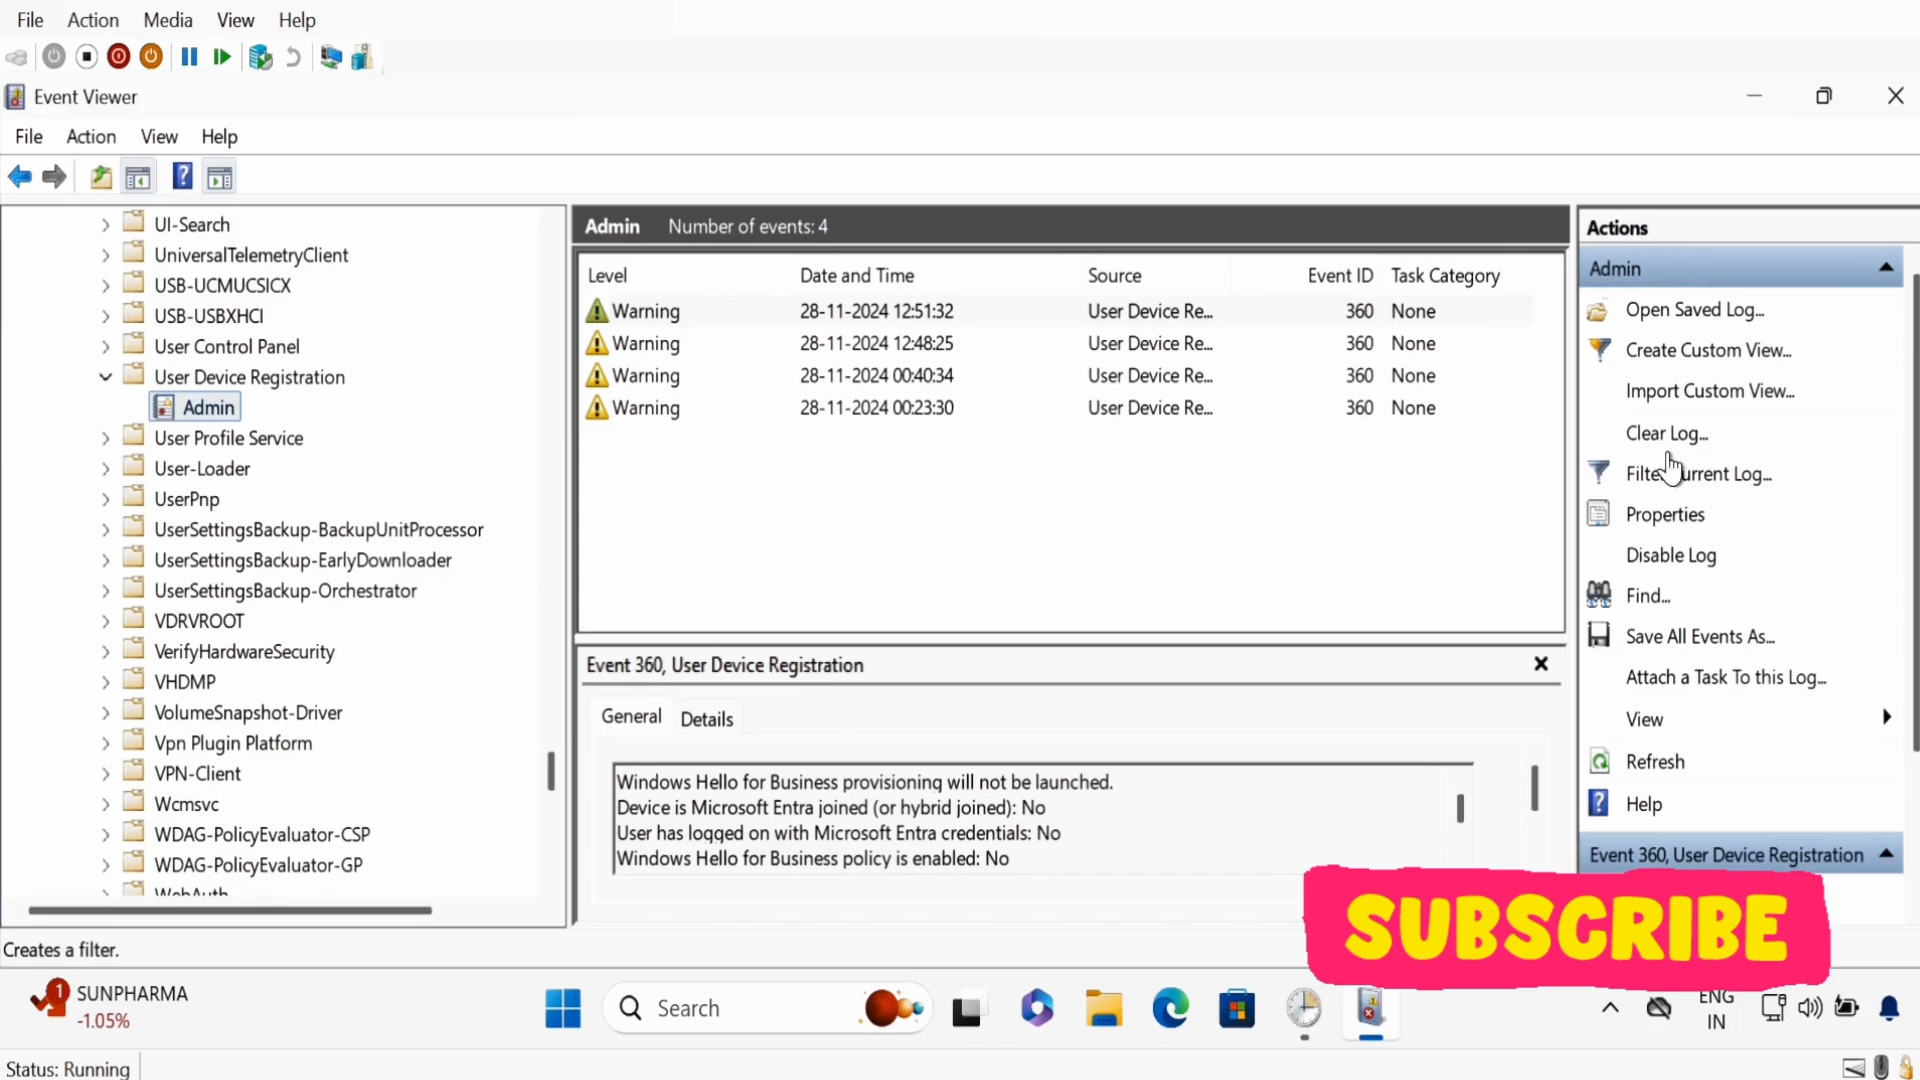 File Action Media View Help
Event Viewer
File Action View Help
UI-Search
UniversalTelemetryClient
USB-UCMUCSICX
USB-USBXHCI
User Control Panel
User Device Registration
Admin
User Profile Service
User-Loader
UserPnp
UserSettingsBackup-BackupUnitProcessor
UserSettingsBackup-EarlyDownloader
UserSettingsBackup-Orchestrator
VDRVROOT
VerifyHardwareSecurity
VHDMP
VolumeSnapshot-Driver
Vpn Plugin Platform
VPN-Client
Wcmsvc
WDAG-PolicyEvaluator-CSP
WDAG-PolicyEvaluator-GP
WebAuth
Admin Number of events: 4
Level Date and Time Source Event ID Task Category
Warning 28-11-2024 12:51:32 User Device Re... 360 None
Warning 28-11-2024 12:48:25 User Device Re... 360 None
Warning 28-11-2024 00:40:34 User Device Re... 360 None
Warning 28-11-2024 00:23:30 User Device Re... 360 None
Event 360, User Device Registration
General Details
Windows Hello for Business provisioning will not be launched.
Device is Microsoft Entra joined (or hybrid joined): No
User has logged on with Microsoft Entra credentials: No
Windows Hello for Business policy is enabled: No
Actions
Admin
Open Saved Log...
Create Custom View...
Import Custom View...
Clear Log...
Filter Current Log...
Properties
Disable Log
Find...
Save All Events As...
Attach a Task To this Log...
View
Refresh
Help
Event 360, User Device Registration
SUBSCRIBE
Creates a filter.
1 SUNPHARMA
-1.05%
Search
ENG
IN
Status: Running